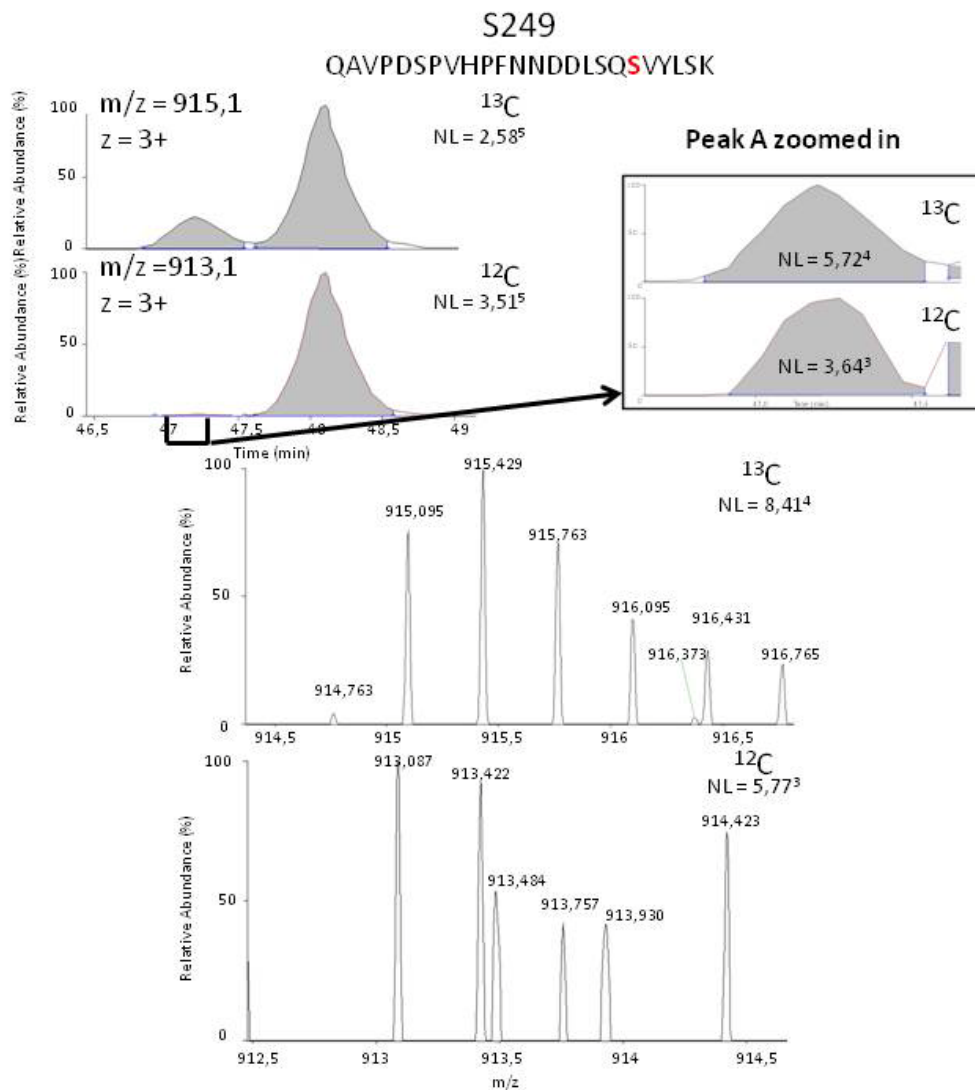 S249
QAVPDSPVHPFNNDDLSQSVYLSK
Relative Abundance (%)
100
50
0
m/z = 915,1
z = 3+
¹³C
NL = 2,58⁵
Relative Abundance (%)
100
50
0
m/z =913,1
z = 3+
¹²C
NL = 3,51⁵
46,5 47 47,5 48 48,5 49
Time (min)
Peak A zoomed in
¹³C
NL = 5,72⁴
¹²C
NL = 3,64³
Time (min)
Relative Abundance (%)
100
50
0
¹³C
NL = 8,41⁴
914,763
915,095
915,429
915,763
916,095
916,373
916,431
916,765
914,5 915 915,5 916 916,5
Relative Abundance (%)
100
50
0
¹²C
NL = 5,77³
913,087
913,422
913,484
913,757
913,930
914,423
912,5 913 913,5 914 914,5
m/z